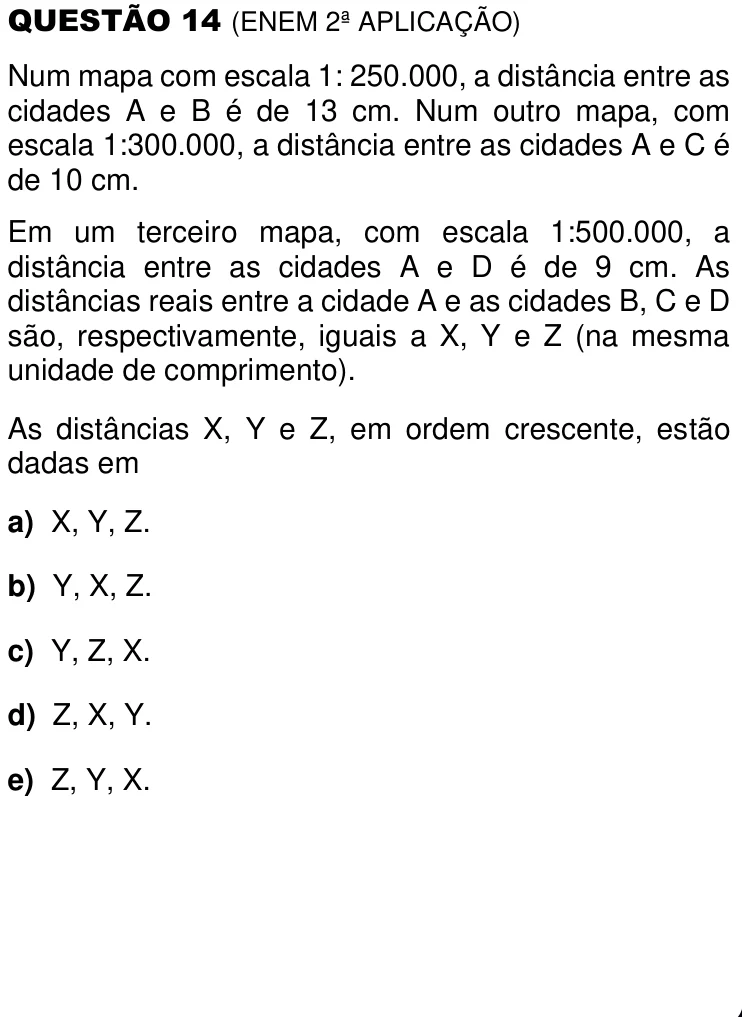 QUESTÃO 14 (ENEM 2ª APLICAÇÃO)
Num mapa com escala 1: 250.000, a distância entre as
cidades A e B é de 13 cm. Num outro mapa, com
escala 1:300.000, a distância entre as cidades A e C é
de 10 cm.
Em um terceiro mapa, com escala 1:500.000, a
distância entre as cidades A e D é de 9 cm. As
distâncias reais entre a cidade A e as cidades B, C e D
são, respectivamente, iguais a X, Y e Z (na mesma
unidade de comprimento).
As distâncias X, Y e Z, em ordem crescente, estão
dadas em
a) X, Y, Z.
b) Y, X, Z.
c) Y, Z, X.
d) Z, X, Y.
e) Z, Y, X.